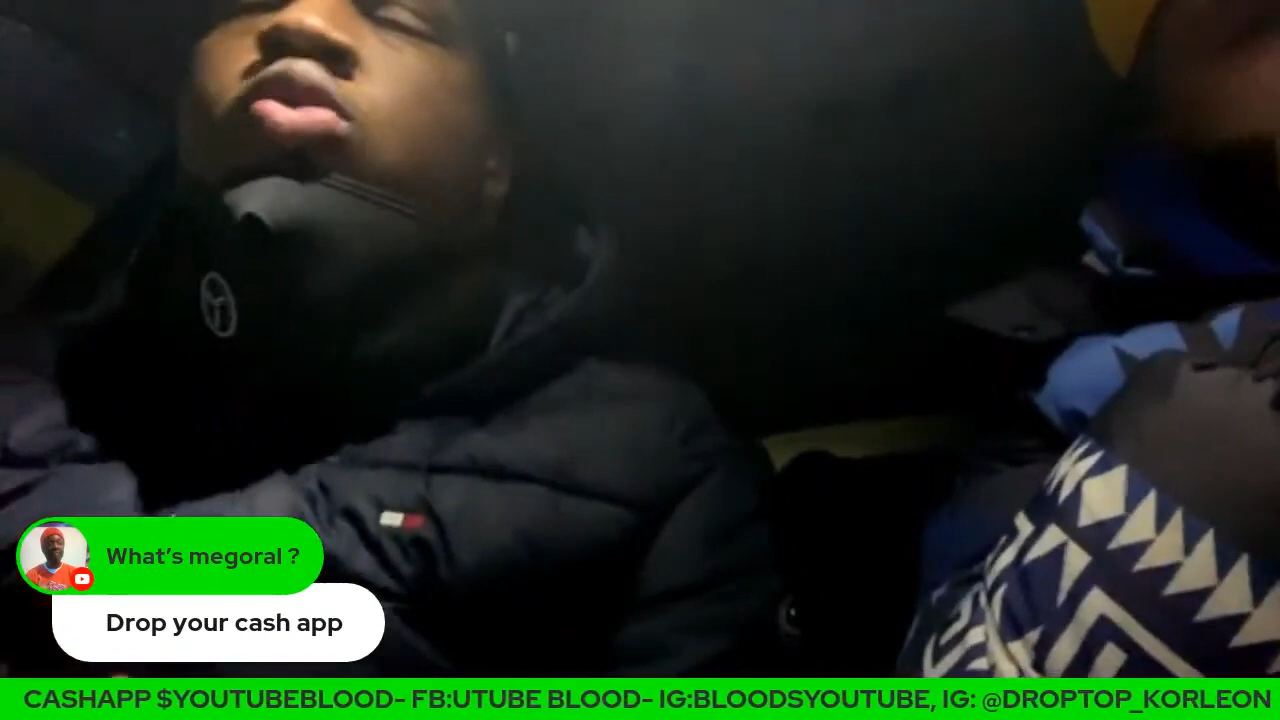 What's megoral ?
Drop your cash app
CASHAPP $YOUTUBEBLOOD- FB:UTUBE BLOOD- IG:BLOODSYOUTUBE, IG: @DROPTOP_KORLEON